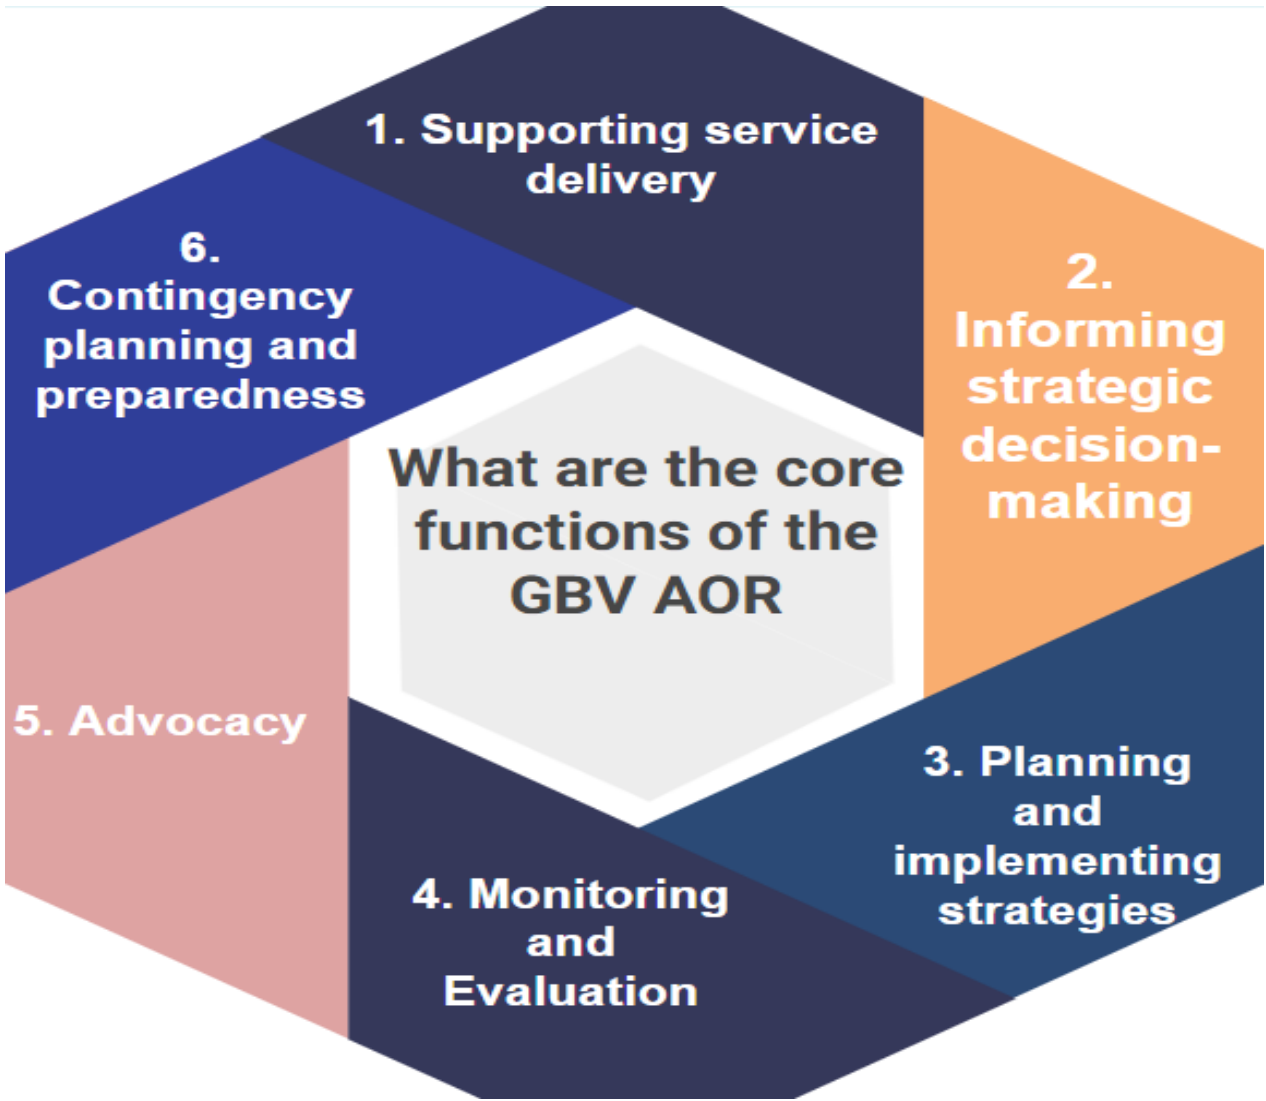 1. Supporting service
delivery
2.
Informing
strategic
decision-
making
3. Planning
and
implementing
strategies
4. Monitoring
and
Evaluation
5. Advocacy
6.
Contingency
planning and
preparedness
What are the core
functions of the
GBV AOR